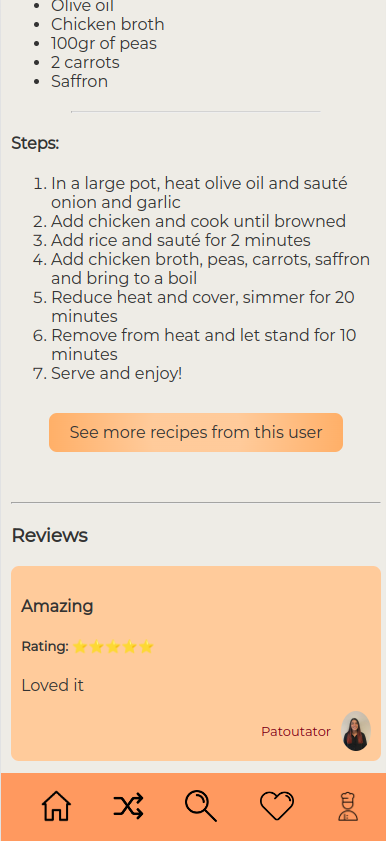 Olive oil
Chicken broth
100gr of peas
2 carrots
Saffron
Steps:
1. In a large pot, heat olive oil and sauté
onion and garlic
2. Add chicken and cook until browned
3. Add rice and sauté for 2 minutes
4. Add chicken broth, peas, carrots, saffron
and bring to a boil
5. Reduce heat and cover, simmer for 20
minutes
6. Remove from heat and let stand for 10
minutes
7. Serve and enjoy!
See more recipes from this user
Reviews
Amazing
Rating: ⭐⭐⭐⭐⭐
Loved it
Patoutator